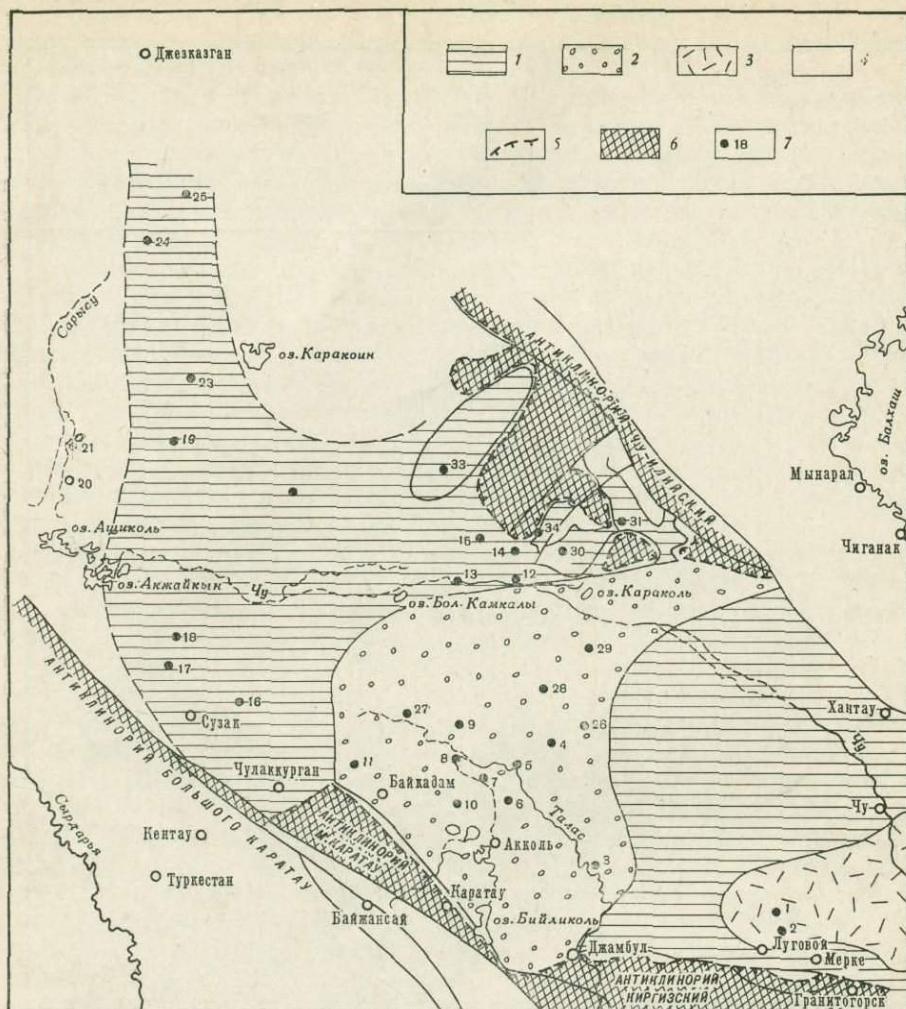 Джезказган
1
2
3
4
5
6
18 7
25
24
Сарысу
оз. Каракоин
23
АНТИКЛИНОРИЙ ЧУ-ИЛИЙСКИЙ
оз. Балхаш
19
21
20
33
Мынарал
31
34
15
14
30
Чиганак
оз. Ащиколь
оз. Акжайкын
Чу
13
12
оз. Бол. Камкалы
оз. Караколь
18
17
29
28
16
Сузак
27
9
26
Хантау
4
Чу
8
5
11
7
Чулаккурган
Байкадам
10
6
Талас
Чу
АНТИКЛИНОРИЙ БОЛЬШОГО КАРАТАУ
АНТИКЛИНОРИЙ
М. КАРАТАУ
Сырдарья
Кентау
Акколь
3
Туркестан
Каратау
1
Байжансай
оз. Бийликоль
2
Луговой
Джамбул
Мерке
АНТИКЛИНОРИЙ
КИРГИЗСКИЙ
Гранитогорск